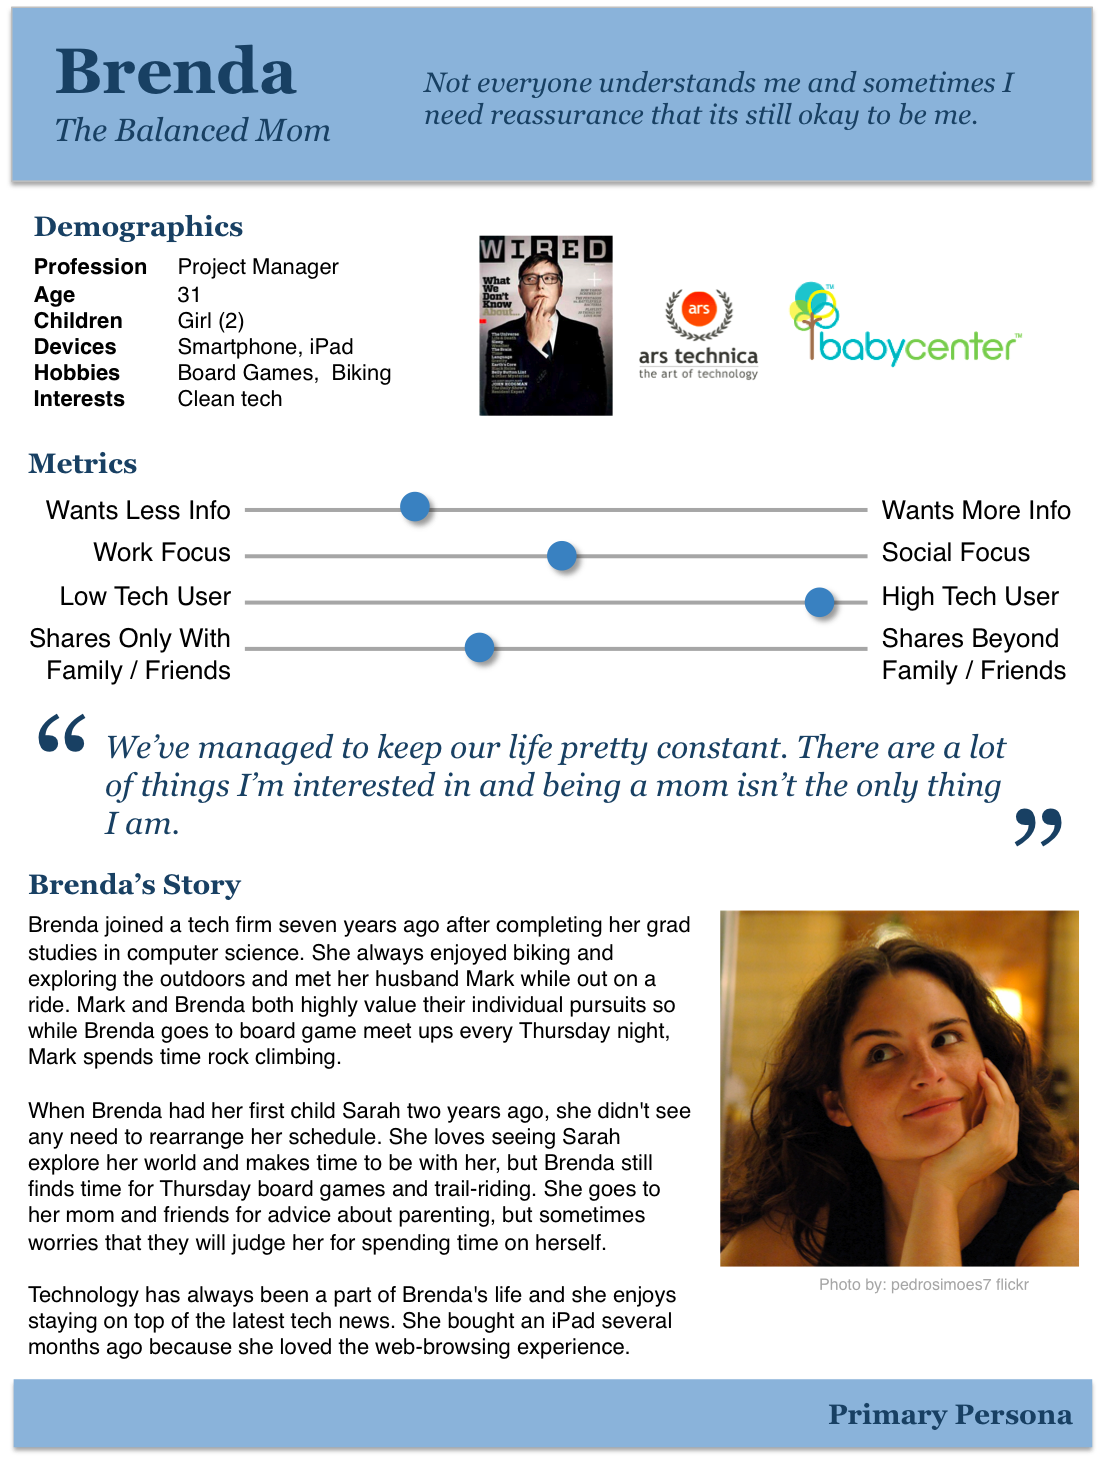 Brenda
The Balanced Mom
Not everyone understands me and sometimes I
need reassurance that its still okay to be me.
Demographics
Profession Project Manager
Age 31
Children Girl (2)
Devices Smartphone, iPad
Hobbies Board Games, Biking
Interests Clean tech
WIRED
What
We
Don't
Know
About...
The Universe
Sleep
The Brain
Language
ars
ars technica
the art of technology
babycenter™
TM
Metrics
Wants Less Info Wants More Info
Work Focus Social Focus
Low Tech User High Tech User
Shares Only With Shares Beyond
Family / Friends Family / Friends
“ We’ve managed to keep our life pretty constant. There are a lot
of things I’m interested in and being a mom isn’t the only thing
I am. ”
Brenda’s Story
Brenda joined a tech firm seven years ago after completing her grad
studies in computer science. She always enjoyed biking and
exploring the outdoors and met her husband Mark while out on a
ride. Mark and Brenda both highly value their individual pursuits so
while Brenda goes to board game meet ups every Thursday night,
Mark spends time rock climbing.
When Brenda had her first child Sarah two years ago, she didn't see
any need to rearrange her schedule. She loves seeing Sarah
explore her world and makes time to be with her, but Brenda still
finds time for Thursday board games and trail-riding. She goes to
her mom and friends for advice about parenting, but sometimes
worries that they will judge her for spending time on herself.
Technology has always been a part of Brenda's life and she enjoys
staying on top of the latest tech news. She bought an iPad several
months ago because she loved the web-browsing experience.
Photo by: pedrosimoes7 flickr
Primary Persona